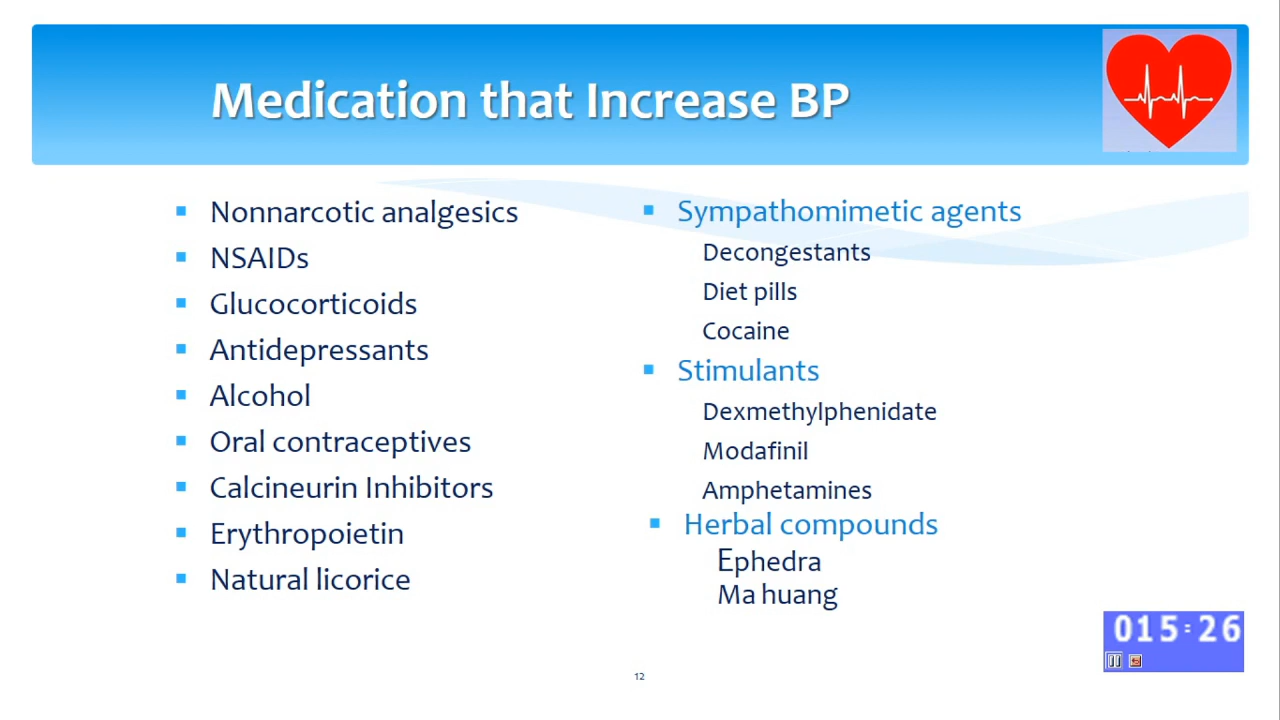 Medication that Increase BP
Nonnarcotic analgesics
NSAIDs
Glucocorticoids
Antidepressants
Alcohol
Oral contraceptives
Calcineurin Inhibitors
Erythropoietin
Natural licorice
Sympathomimetic agents
Decongestants
Diet pills
Cocaine
Stimulants
Dexmethylphenidate
Modafinil
Amphetamines
Herbal compounds
Ephedra
Ma huang
015:26
12